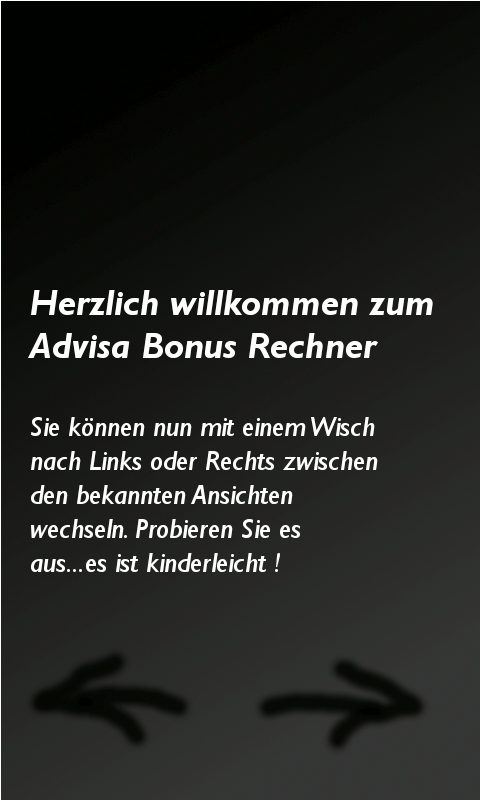 Herzlich willkommen zum
Advisa Bonus Rechner
Sie können nun mit einem Wisch
nach Links oder Rechts zwischen
den bekannten Ansichten
wechseln. Probieren Sie es
aus...es ist kinderleicht !